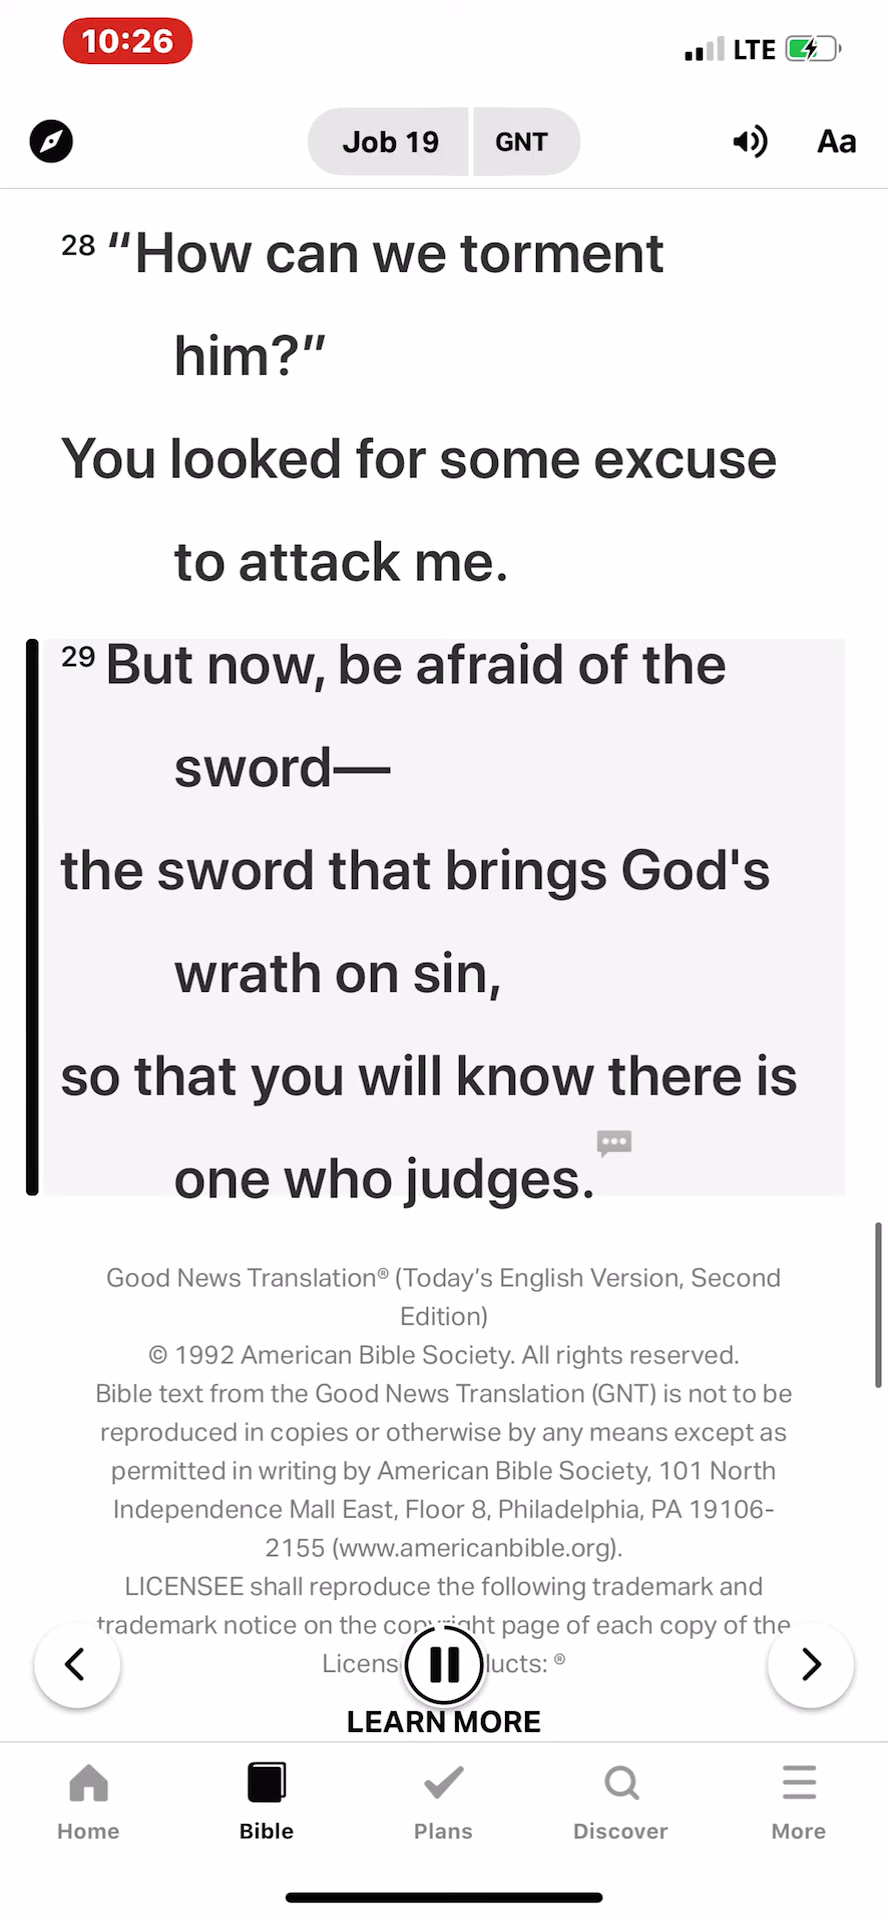 10:26
LTE
Job 19
GNT
Aa
28 “How can we torment
him?”
You looked for some excuse
to attack me.
29 But now, be afraid of the
sword—
the sword that brings God's
wrath on sin,
so that you will know there is
one who judges.
Good News Translation® (Today’s English Version, Second
Edition)
© 1992 American Bible Society. All rights reserved.
Bible text from the Good News Translation (GNT) is not to be
reproduced in copies or otherwise by any means except as
permitted in writing by American Bible Society, 101 North
Independence Mall East, Floor 8, Philadelphia, PA 19106-
2155 (www.americanbible.org).
LICENSEE shall reproduce the following trademark and
trademark notice on the copyright page of each copy of the
®
LEARN MORE
Home
Bible
Plans
Discover
More